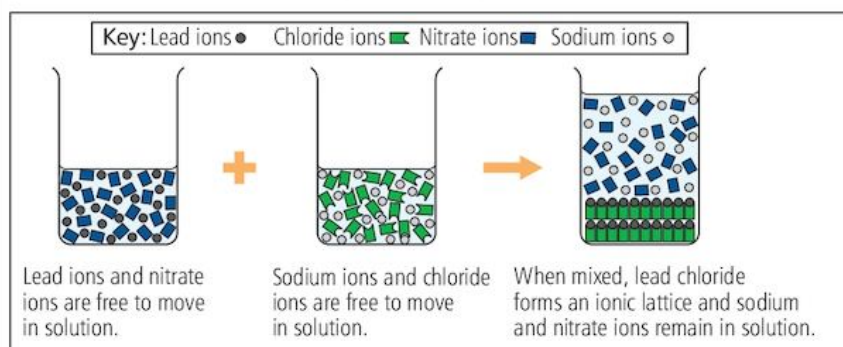 Key: Lead ions Chloride ions Nitrate ions Sodium ions
Lead ions and nitrate
ions are free to move
in solution.
Sodium ions and chloride
ions are free to move
in solution.
When mixed, lead chloride
forms an ionic lattice and sodium
and nitrate ions remain in solution.